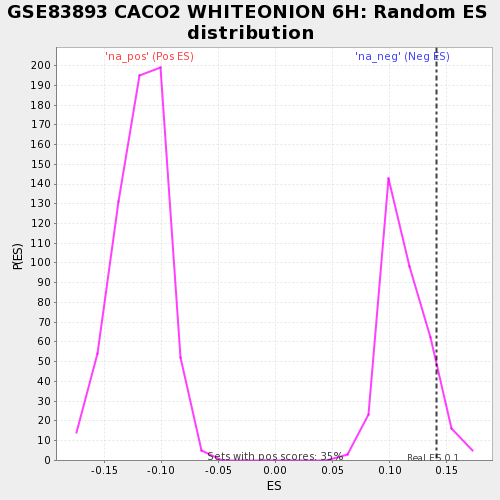 GSE83893 CACO2 WHITEONION 6H: Random ES
distribution
'na_pos' (Pos ES) 'na_neg' (Neg ES)
200
190
180
170
160
150
140
130
120
110
100
90
80
70
60
50
40
30
20
10
0
P(ES)
Sets with pos scores: 35%
Real ES 0.1
-0.15 -0.10 -0.05 0.00 0.05 0.10 0.15
ES